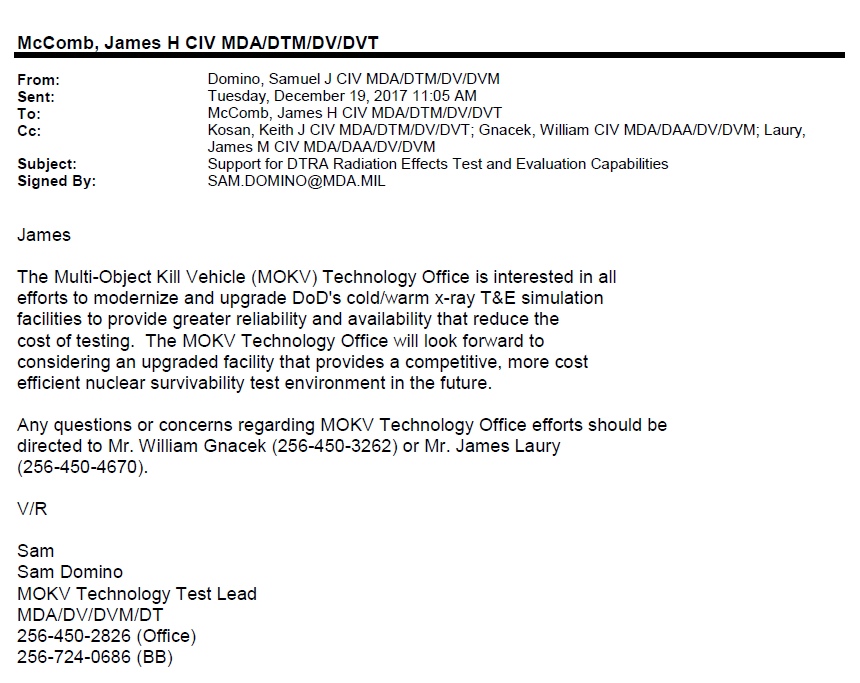 McComb, James H CIV MDA/DTM/DV/DVT
From: Domino, Samuel J CIV MDA/DTM/DV/DVM
Sent: Tuesday, December 19, 2017 11:05 AM
To: McComb, James H CIV MDA/DTM/DV/DVT
Cc: Kosan, Keith J CIV MDA/DTM/DV/DVT; Gnacek, William CIV MDA/DAA/DV/DVM; Laury,
James M CIV MDA/DAA/DV/DVM
Subject: Support for DTRA Radiation Effects Test and Evaluation Capabilities
Signed By: SAM.DOMINO@MDA.MIL
James
The Multi-Object Kill Vehicle (MOKV) Technology Office is interested in all
efforts to modernize and upgrade DoD's cold/warm x-ray T&E simulation
facilities to provide greater reliability and availability that reduce the
cost of testing.  The MOKV Technology Office will look forward to
considering an upgraded facility that provides a competitive, more cost
efficient nuclear survivability test environment in the future.
Any questions or concerns regarding MOKV Technology Office efforts should be
directed to Mr. William Gnacek (256-450-3262) or Mr. James Laury
(256-450-4670).
V/R
Sam
Sam Domino
MOKV Technology Test Lead
MDA/DV/DVM/DT
256-450-2826 (Office)
256-724-0686 (BB)